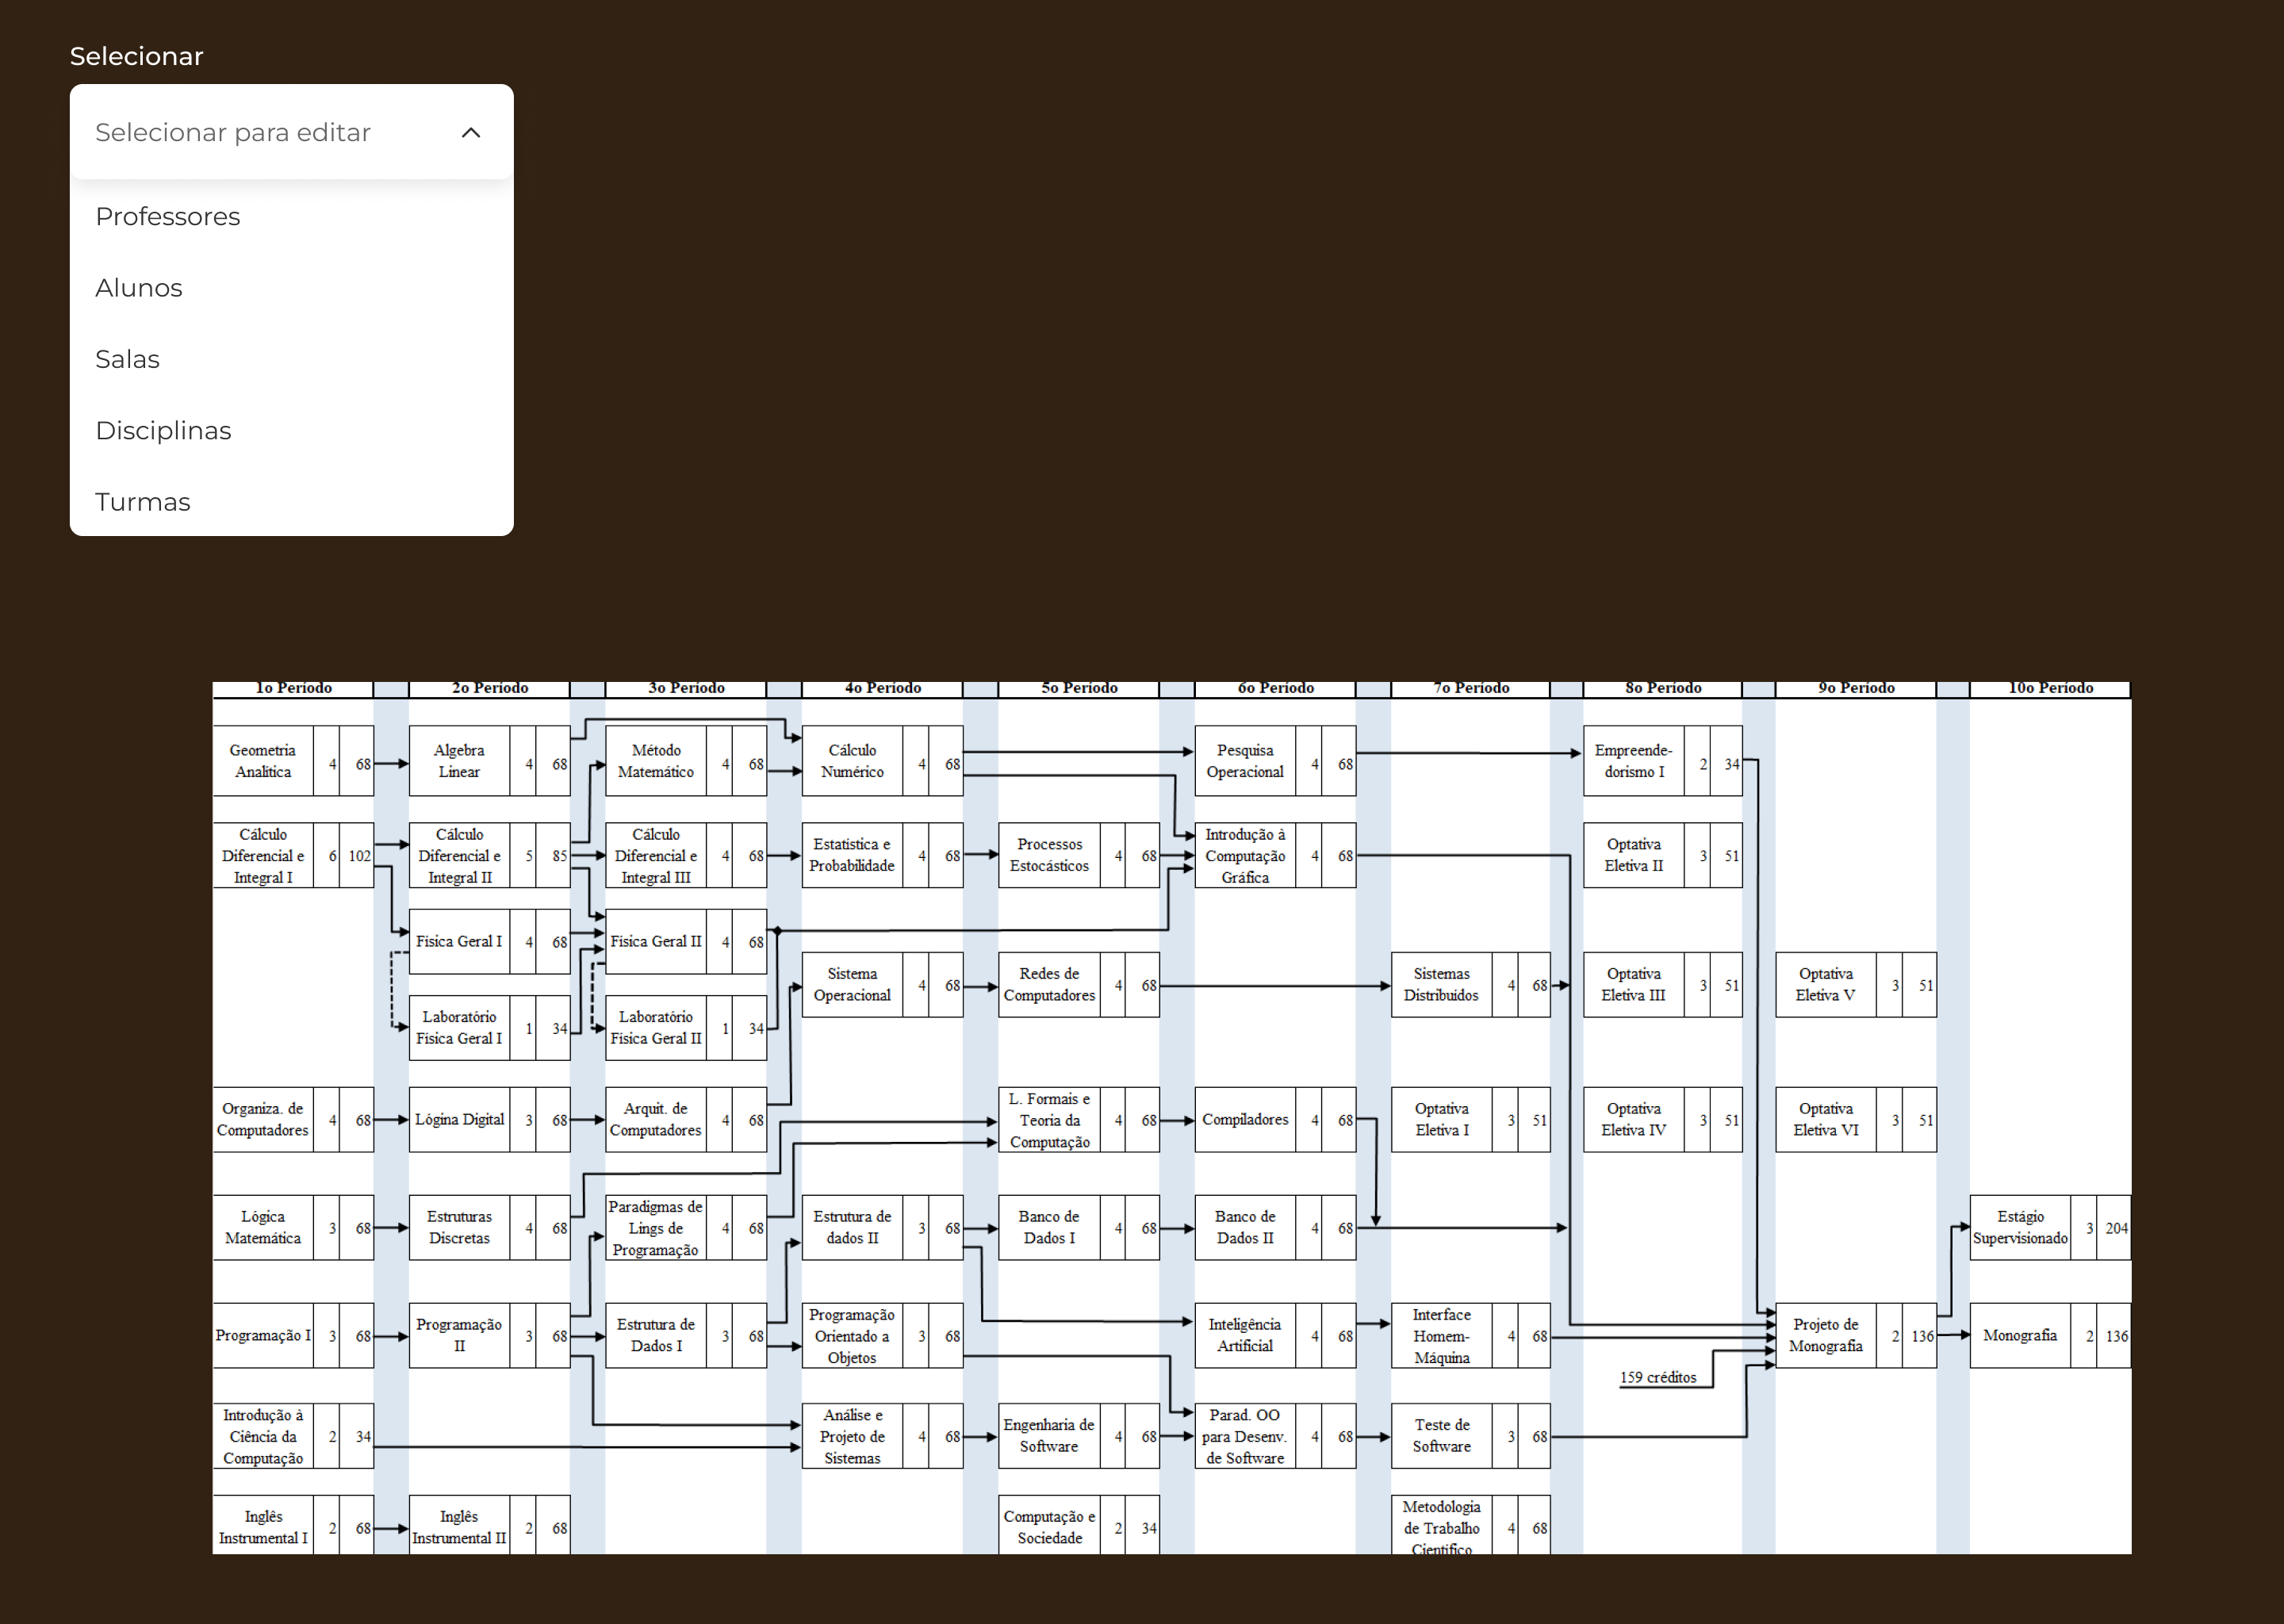 Selecionar
Selecionar para editar
Professores
Alunos
Salas
Disciplinas
Turmas
1o Período
2o Período
3o Período
4o Período
5o Período
6o Período
7o Período
8o Período
9o Período
10o Período
Geometria
Analítica
4
68
Algebra
Linear
4
68
Método
Matemático
4
68
Cálculo
Numérico
4
68
Pesquisa
Operacional
4
68
Empreende-
dorismo I
2
34
Cálculo
Diferencial e
Integral I
6
102
Cálculo
Diferencial e
Integral II
5
85
Cálculo
Diferencial e
Integral III
4
68
Estatística e
Probabilidade
4
68
Processos
Estocásticos
4
68
Introdução à
Computação
Gráfica
4
68
Optativa
Eletiva II
3
51
Física Geral I
4
68
Física Geral II
4
68
Sistema
Operacional
4
68
Redes de
Computadores
4
68
Sistemas
Distribuídos
4
68
Optativa
Eletiva III
3
51
Optativa
Eletiva V
3
51
Laboratório
Física Geral I
1
34
Laboratório
Física Geral II
1
34
Organiza. de
Computadores
4
68
Lógina Digital
3
68
Arquit. de
Computadores
4
68
L. Formais e
Teoria da
Computação
4
68
Compiladores
4
68
Optativa
Eletiva I
3
51
Optativa
Eletiva IV
3
51
Optativa
Eletiva VI
3
51
Lógica
Matemática
3
68
Estruturas
Discretas
4
68
Paradigmas de
Lings de
Programação
4
68
Estrutura de
dados II
3
68
Banco de
Dados I
4
68
Banco de
Dados II
4
68
Estágio
Supervisionado
3
204
Programação I
3
68
Programação
II
3
68
Estrutura de
Dados I
3
68
Programação
Orientado a
Objetos
3
68
Inteligência
Artificial
4
68
Interface
Homem-
Máquina
4
68
Projeto de
Monografia
2
136
Monografia
2
136
159 créditos
Introdução à
Ciência da
Computação
2
34
Análise e
Projeto de
Sistemas
4
68
Engenharia de
Software
4
68
Parad. OO
para Desenv.
de Software
4
68
Teste de
Software
3
68
Inglês
Instrumental I
2
68
Inglês
Instrumental II
2
68
Computação e
Sociedade
2
34
Metodologia
de Trabalho
Científico
4
68